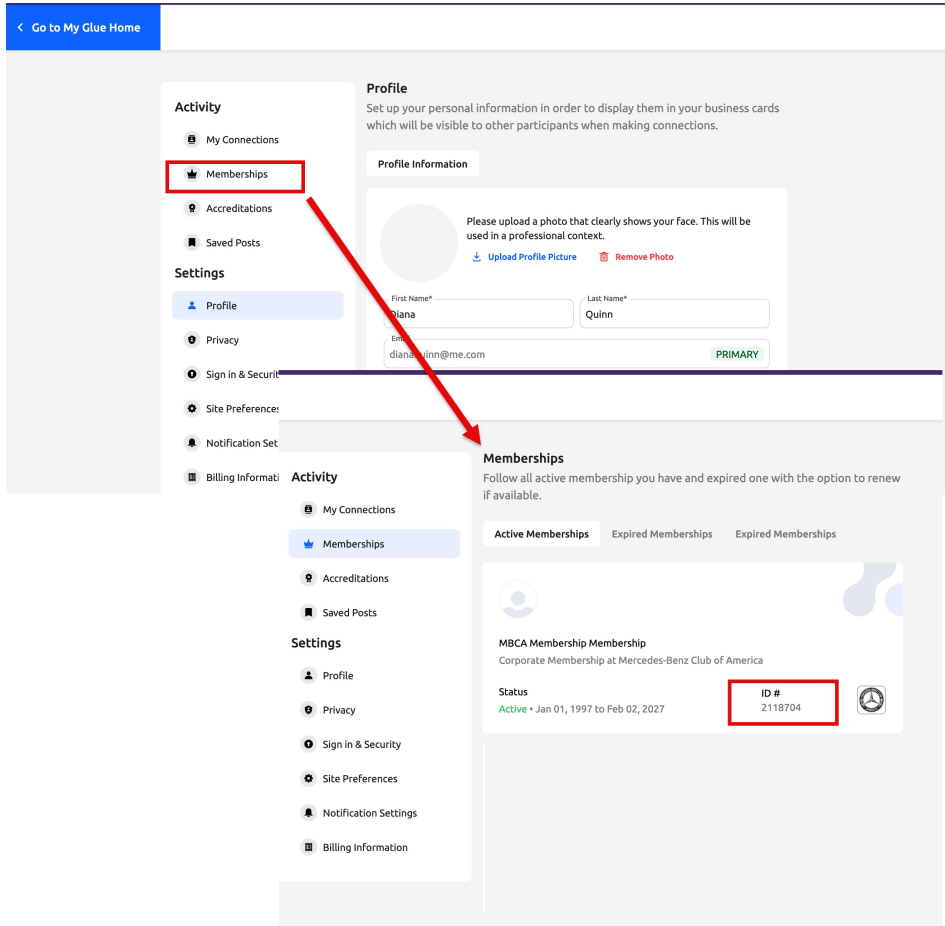 Go to My Glue Home
Activity
My Connections
Memberships
Accreditations
Saved Posts
Settings
Profile
Privacy
Sign in &
Site
Notification
Billing
Profile
Set up your personal information in order to display them in your business cards
which will be visible to other participants when making connections.
Profile Information
Please upload a photo that clearly shows your face. This will be
used in a professional context.
Upload Profile Picture
Remove Photo
First Name*
Diana
Last Name*
Quinn
PRIMARY
Activity
My Connections
Memberships
Accreditations
Saved Posts
Settings
Profile
Privacy
Sign in & Security
Site Preferences
Notification Settings
Billing Information
Memberships
Follow all active membership you have and expired one with the option to renew
if available.
Active Memberships
Expired Memberships
Expired Memberships
MBCA Membership Membership
Corporate Membership at Mercedes-Benz Club of America
Status
Active • Jan 01, 1997 to Feb 02, 2027
ID #
2118704